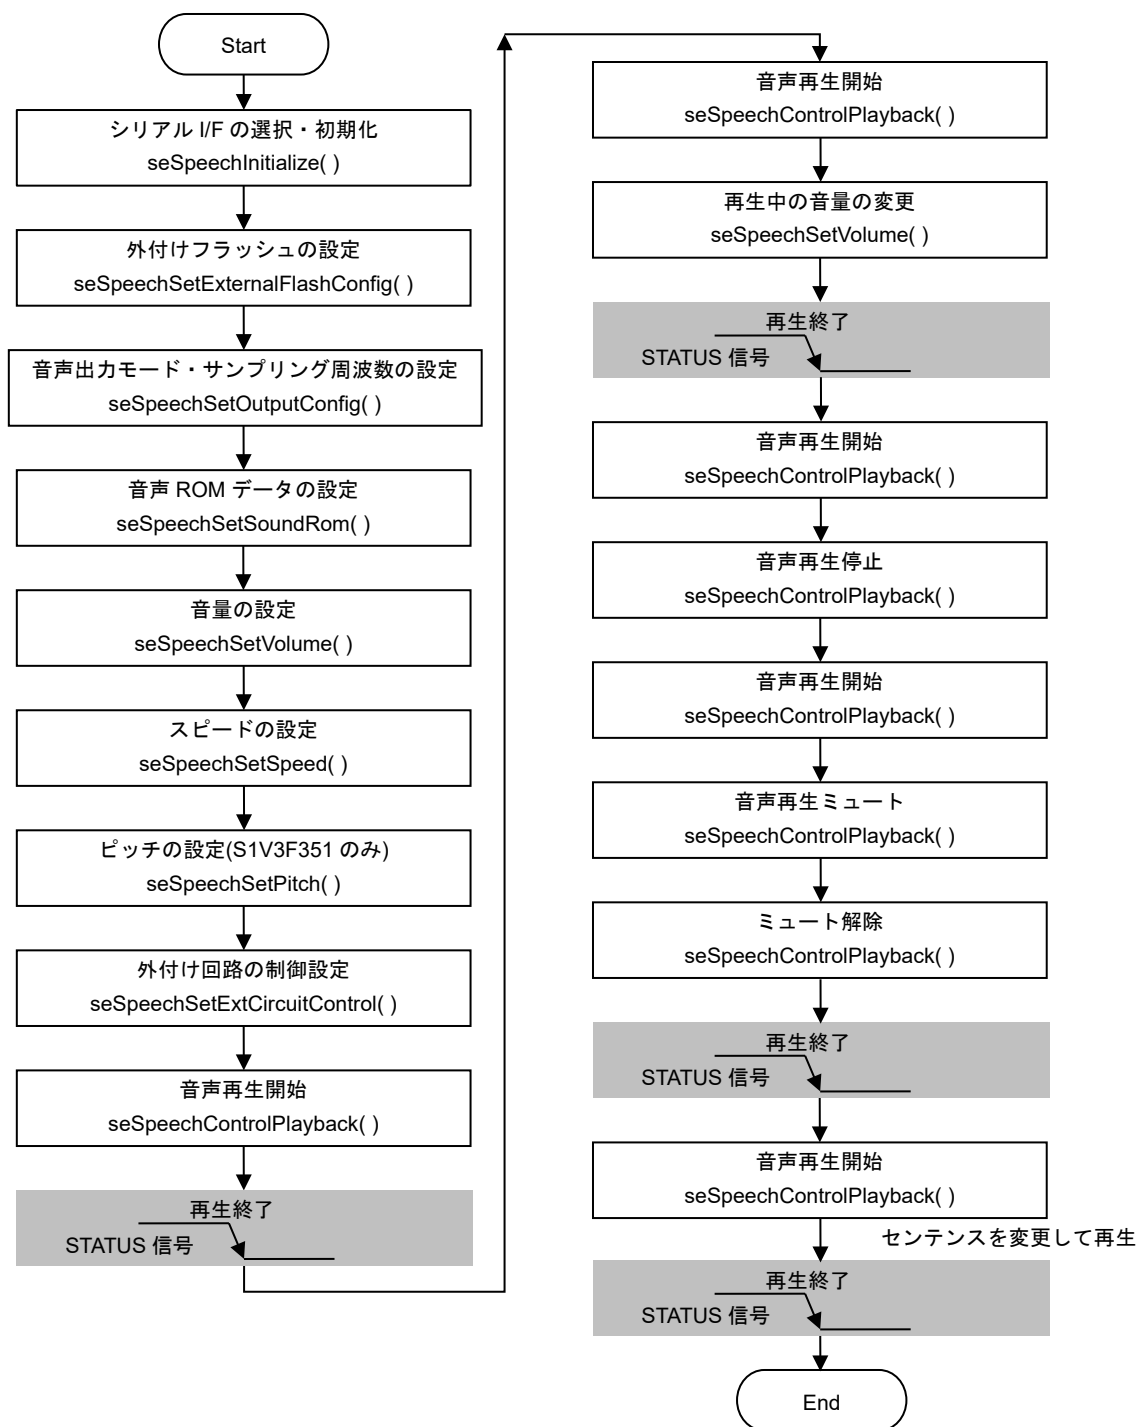 Start
シリアル I/F の選択・初期化
seSpeechInitialize( )
外付けフラッシュの設定
seSpeechSetExternalFlashConfig( )
音声出力モード・サンプリング周波数の設定
seSpeechSetOutputConfig( )
音声 ROM データの設定
seSpeechSetSoundRom( )
音量の設定
seSpeechSetVolume( )
スピードの設定
seSpeechSetSpeed( )
ピッチの設定(S1V3F351 のみ)
seSpeechSetPitch( )
外付け回路の制御設定
seSpeechSetExtCircuitControl( )
音声再生開始
seSpeechControlPlayback( )
再生終了
STATUS 信号
音声再生開始
seSpeechControlPlayback( )
再生中の音量の変更
seSpeechSetVolume( )
再生終了
STATUS 信号
音声再生開始
seSpeechControlPlayback( )
音声再生停止
seSpeechControlPlayback( )
音声再生開始
seSpeechControlPlayback( )
音声再生ミュート
seSpeechControlPlayback( )
ミュート解除
seSpeechControlPlayback( )
再生終了
STATUS 信号
音声再生開始
seSpeechControlPlayback( )
センテンスを変更して再生
再生終了
STATUS 信号
End